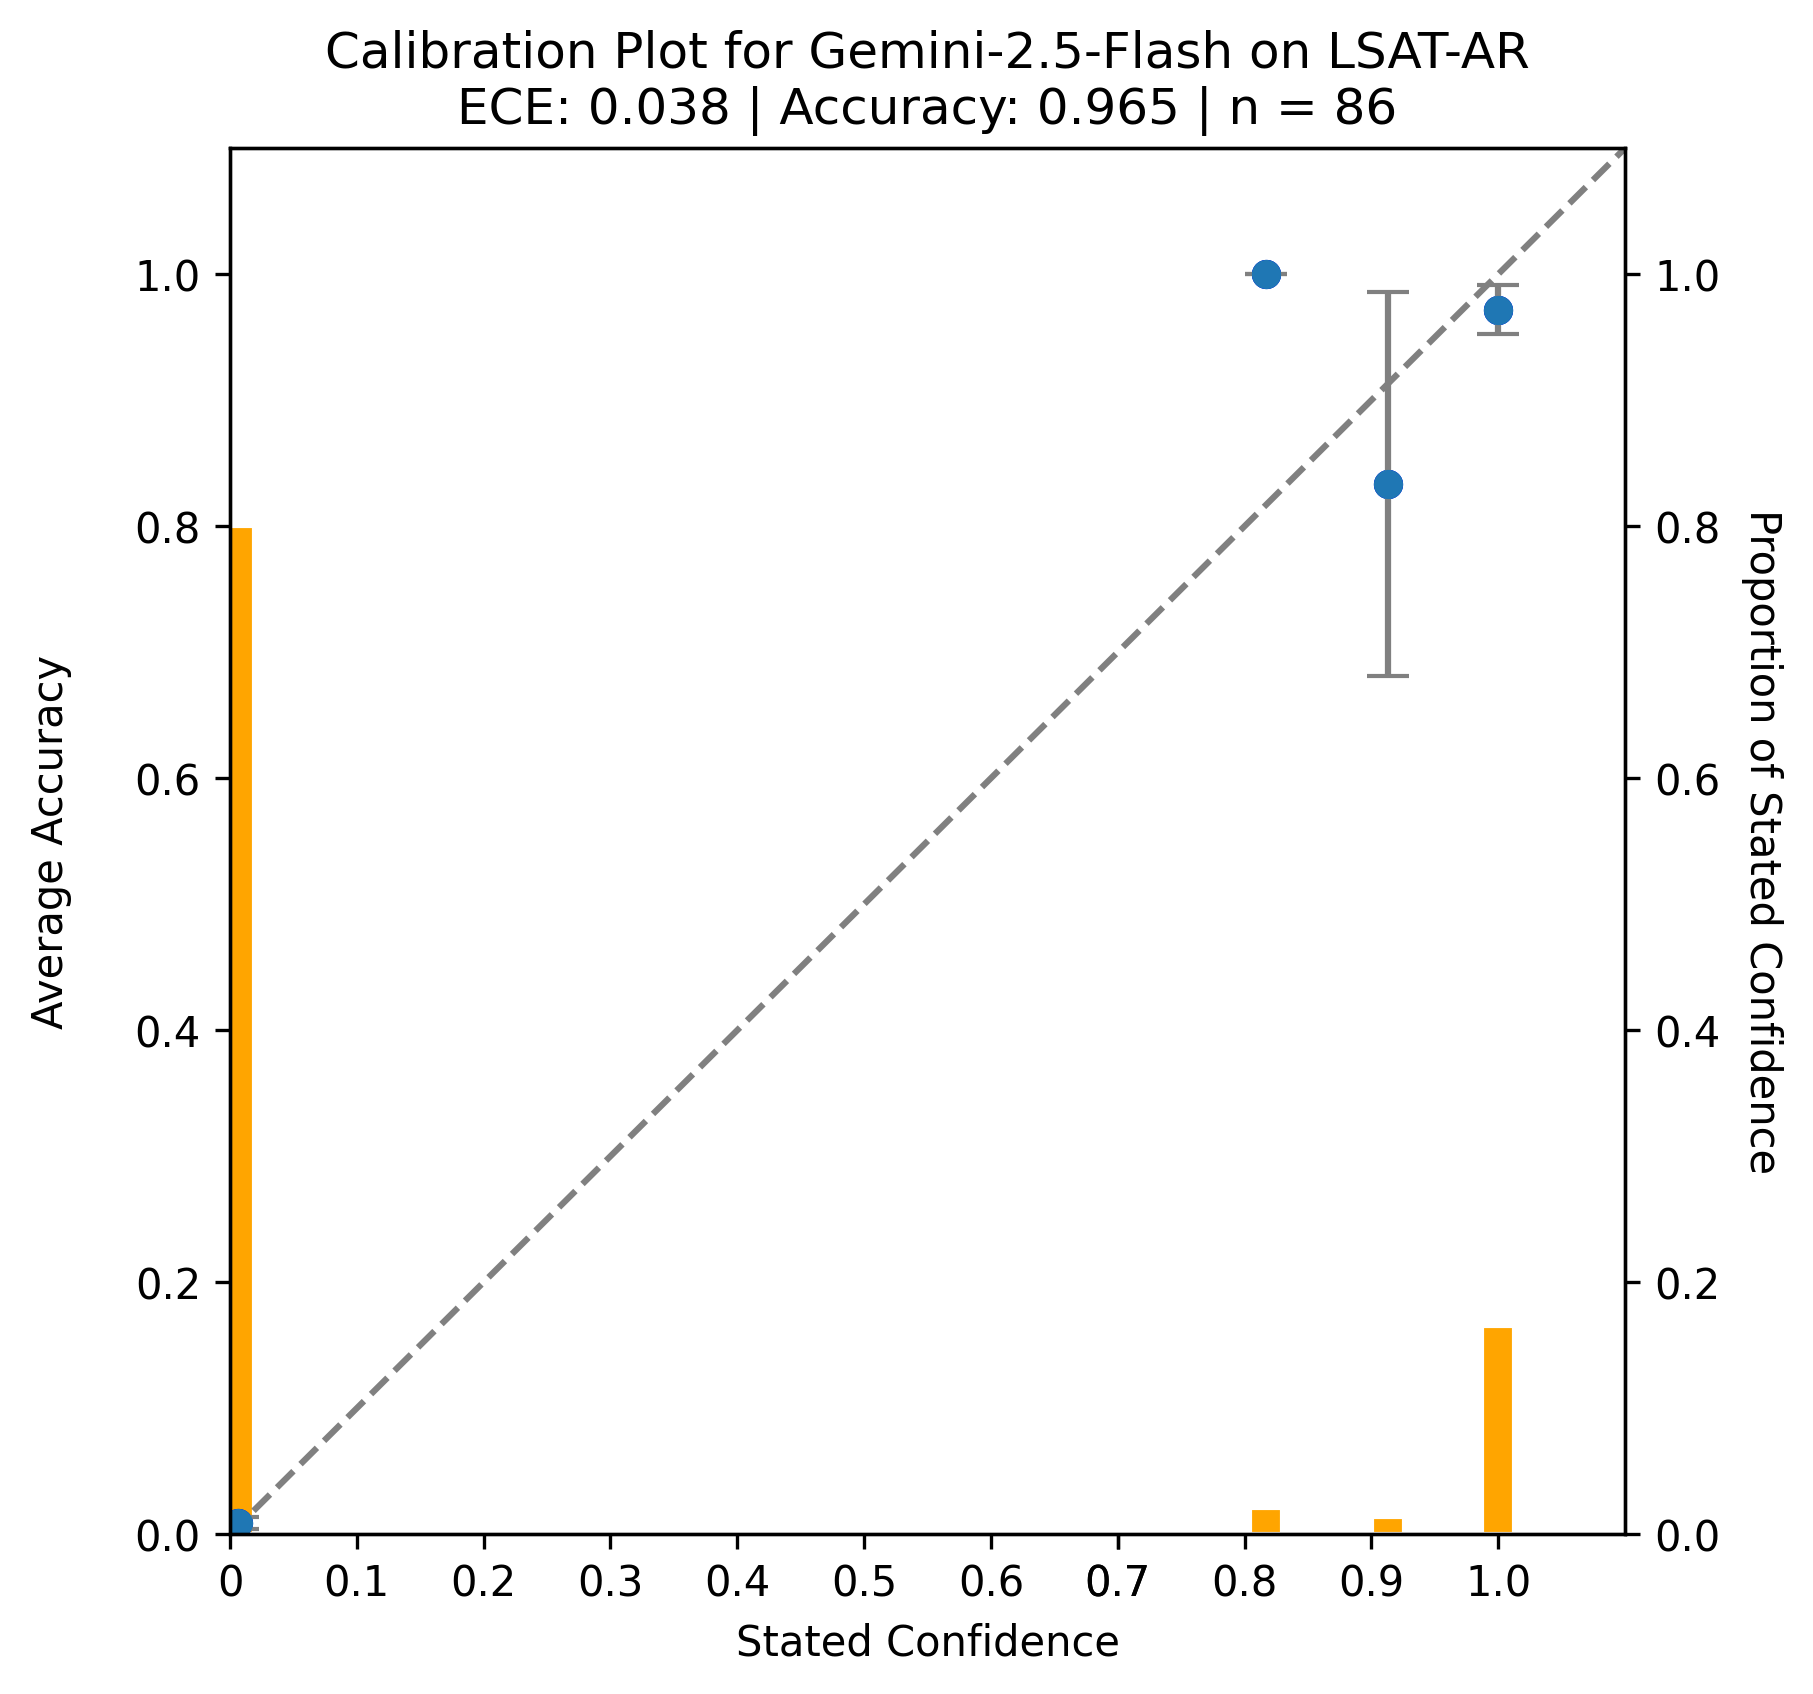 Calibration Plot for Gemini-2.5-Flash on LSAT-AR
ECE: 0.038 | Accuracy: 0.965 | n = 86
Average Accuracy
1.0
0.8
0.6
0.4
0.2
0.0
1.0
0.8
0.6
0.4
0.2
0.0
Proportion of Stated Confidence
0 0.1 0.2 0.3 0.4 0.5 0.6 0.7 0.8 0.9 1.0
Stated Confidence